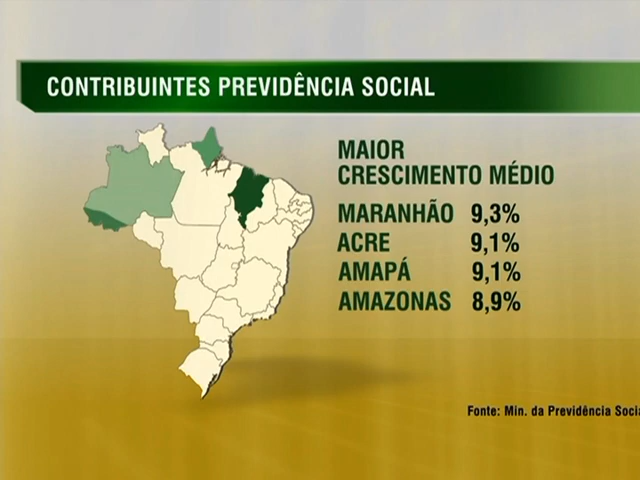 CONTRIBUINTES PREVIDÊNCIA SOCIAL
MAIOR
CRESCIMENTO MÉDIO
MARANHÃO 9,3%
ACRE 9,1%
AMAPÁ 9,1%
AMAZONAS 8,9%
Fonte: Min. da Previdência Socia